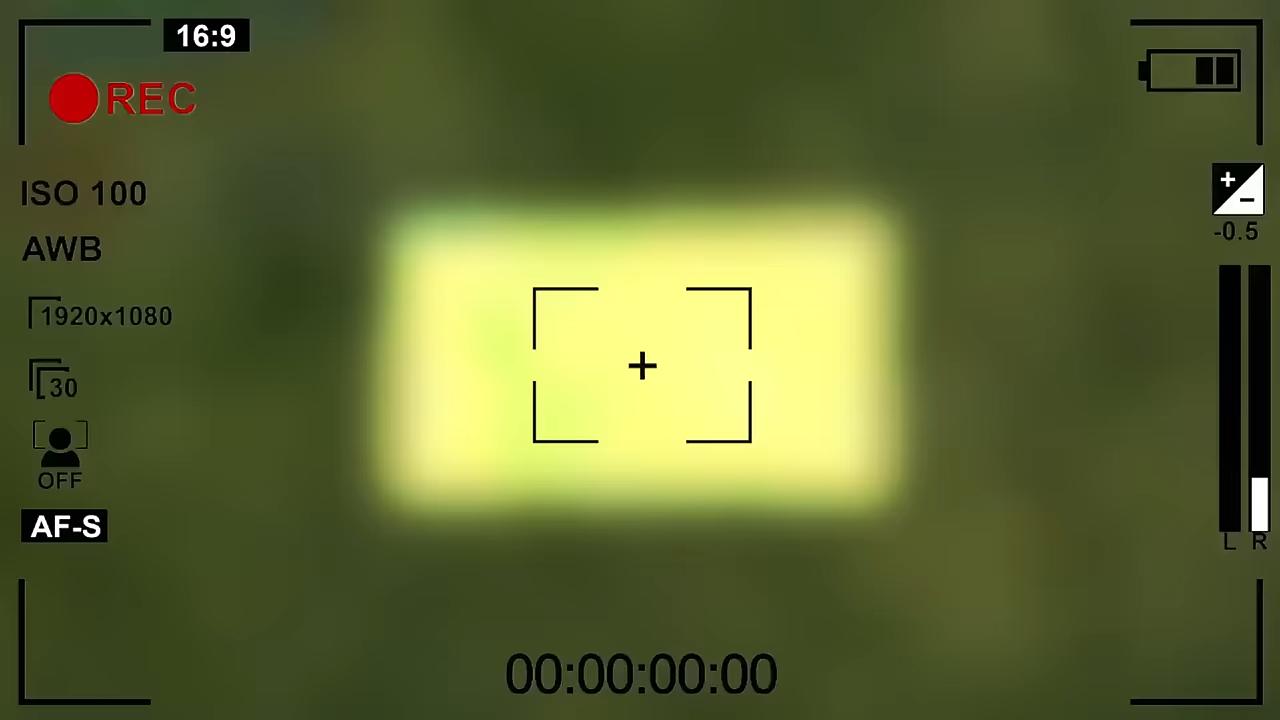 16:9
REC
ISO 100
AWB
1920x1080
30
OFF
AF-S
-0.5
L R
00:00:00:00